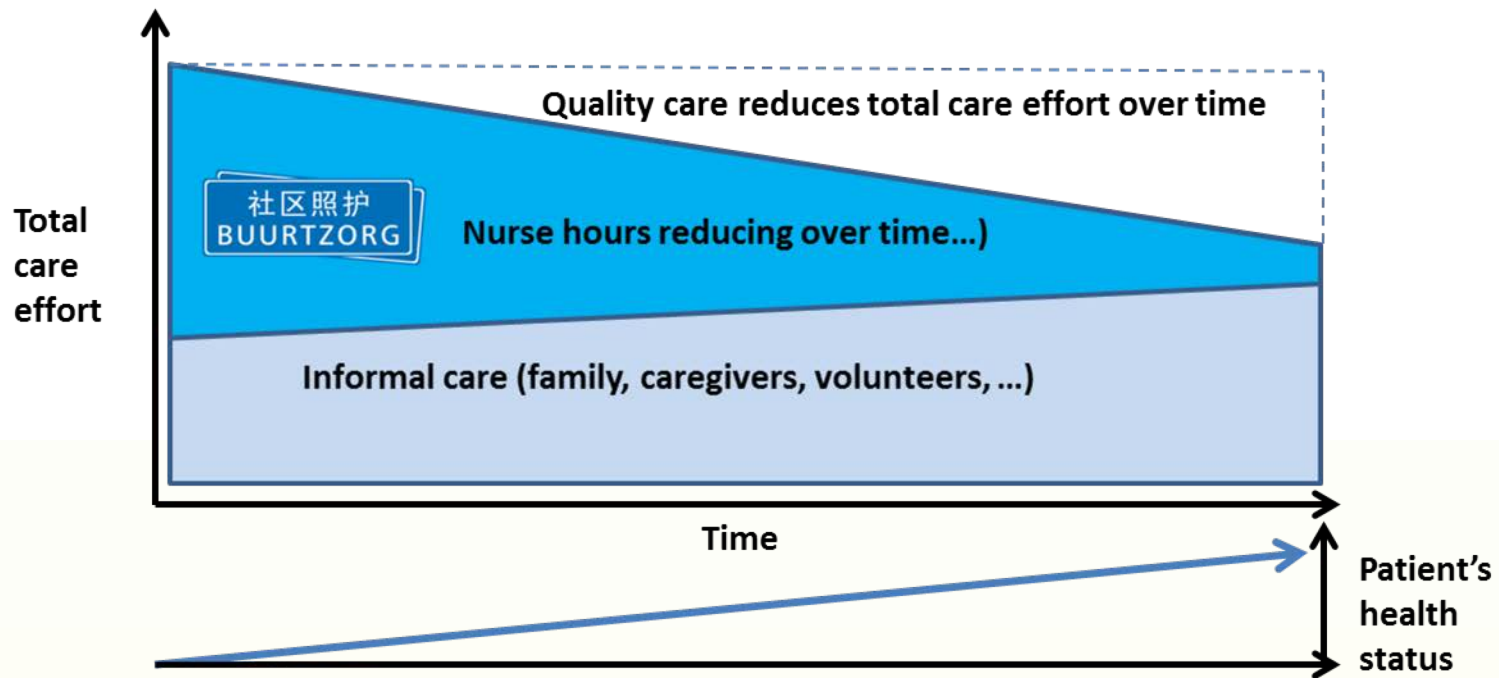 Quality care reduces total care effort over time
社区照护
BUURTZORG
Nurse hours reducing over time...)
Total
care
effort
Informal care (family, caregivers, volunteers, ...)
Time
Patient's
health
status